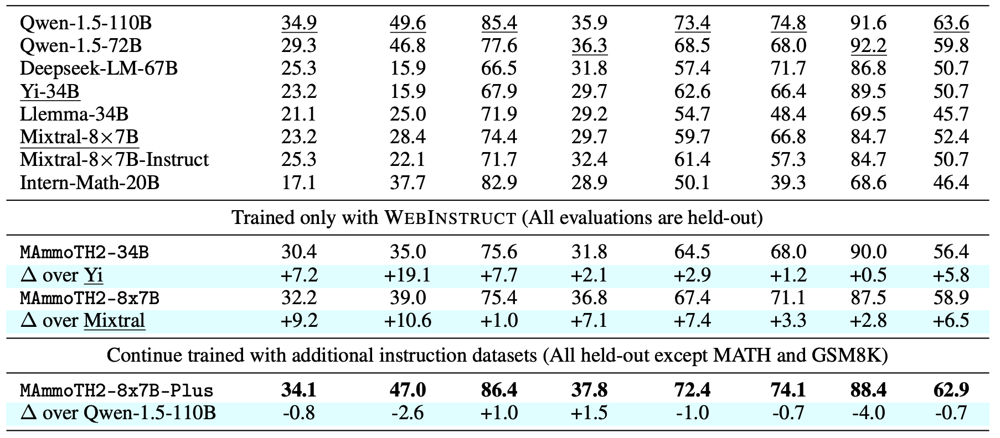 Qwen-1.5-110B 34.9 49.6 85.4 35.9 73.4 74.8 91.6 63.6
Qwen-1.5-72B 29.3 46.8 77.6 36.3 68.5 68.0 92.2 59.8
Deepseek-LM-67B 25.3 15.9 66.5 31.8 57.4 71.7 86.8 50.7
Yi-34B 23.2 15.9 67.9 29.7 62.6 66.4 89.5 50.7
Llemma-34B 21.1 25.0 71.9 29.2 54.7 48.4 69.5 45.7
Mixtral-8×7B 23.2 28.4 74.4 29.7 59.7 66.8 84.7 52.4
Mixtral-8×7B-Instruct 25.3 22.1 71.7 32.4 61.4 57.3 84.7 50.7
Intern-Math-20B 17.1 37.7 82.9 28.9 50.1 39.3 68.6 46.4
Trained only with WEBINSTRUCT (All evaluations are held-out)
MAmmoTH2-34B 30.4 35.0 75.6 31.8 64.5 68.0 90.0 56.4
Δ over Yi +7.2 +19.1 +7.7 +2.1 +2.9 +1.2 +0.5 +5.8
MAmmoTH2-8x7B 32.2 39.0 75.4 36.8 67.4 71.1 87.5 58.9
Δ over Mixtral +9.2 +10.6 +1.0 +7.1 +7.4 +3.3 +2.8 +6.5
Continue trained with additional instruction datasets (All held-out except MATH and GSM8K)
MAmmoTH2-8x7B-Plus 34.1 47.0 86.4 37.8 72.4 74.1 88.4 62.9
Δ over Qwen-1.5-110B -0.8 -2.6 +1.0 +1.5 -1.0 -0.7 -4.0 -0.7